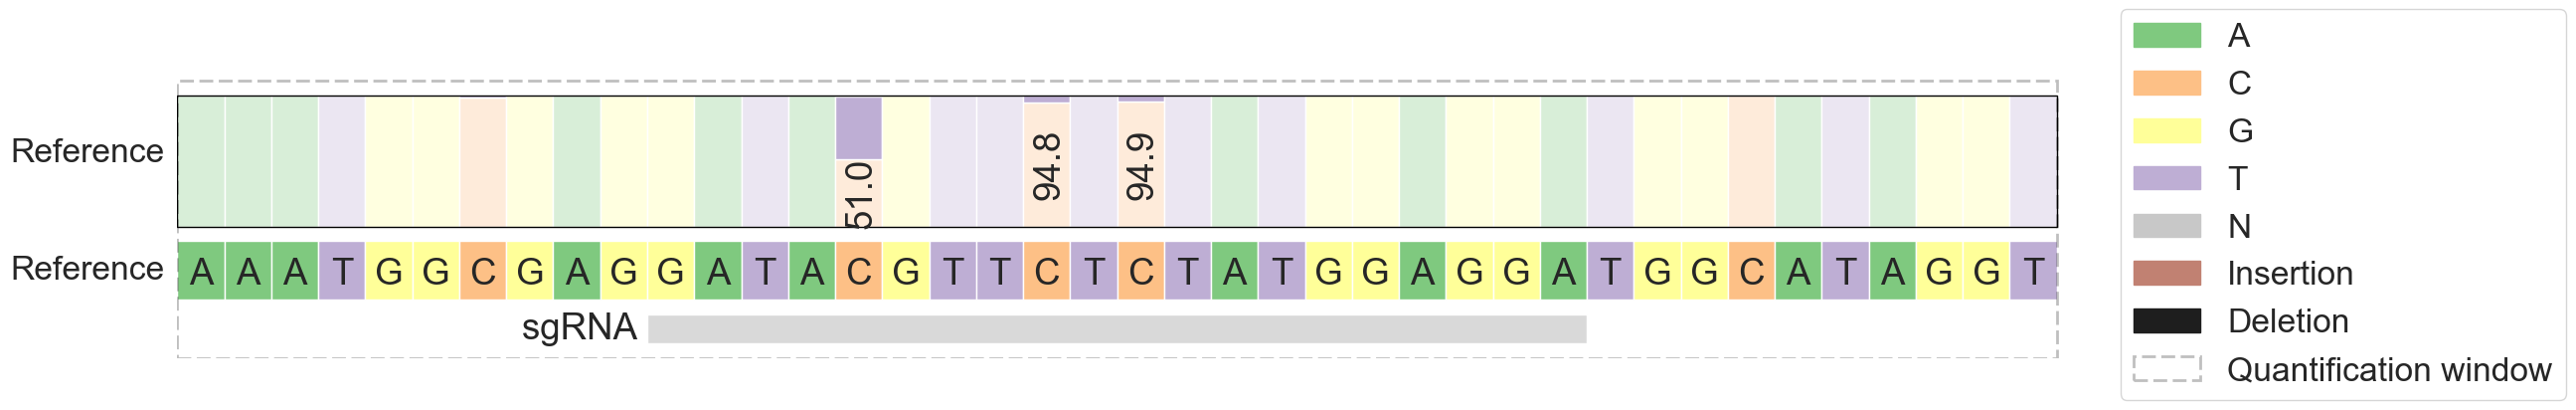 Reference
51.0 94.8 94.9
Reference A A A T G G C G A G G A T A C G T T C T C T A T G G A G G A T G G C A T A G G T
sgRNA
A
C
G
T
N
Insertion
Deletion
Quantification window